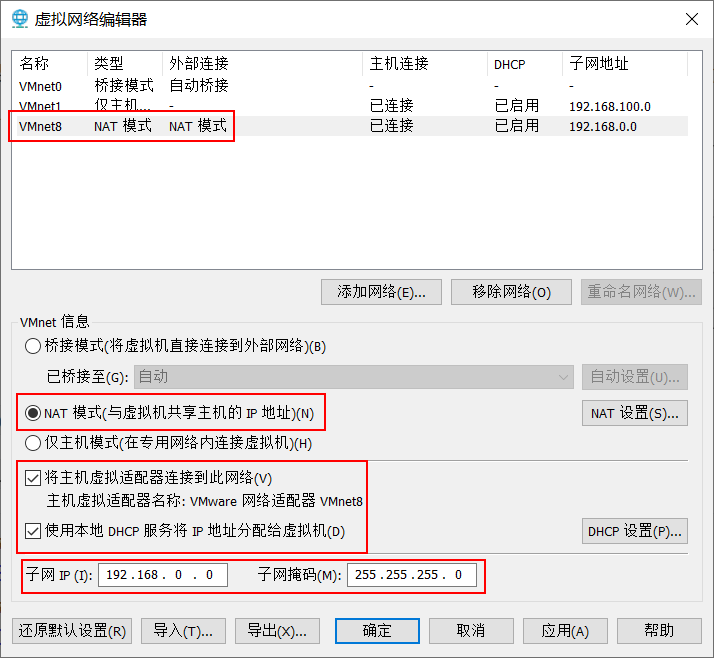 虚拟网络编辑器
名称 类型 外部连接 主机连接 DHCP 子网地址
VMnet0 桥接模式 自动桥接 - - -
VMnet1 仅主机... - 已连接 已启用 192.168.100.0
VMnet8 NAT 模式 NAT 模式 已连接 已启用 192.168.0.0
添加网络(E)... 移除网络(O) 重命名网络(W)...
VMnet 信息
桥接模式(将虚拟机直接连接到外部网络)(B)
已桥接至(G): 自动 自动设置(U)...
NAT 模式(与虚拟机共享主机的 IP 地址)(N) NAT 设置(S)...
仅主机模式(在专用网络内连接虚拟机)(H)
将主机虚拟适配器连接到此网络(V)
主机虚拟适配器名称: VMware 网络适配器 VMnet8
使用本地 DHCP 服务将 IP 地址分配给虚拟机(D) DHCP 设置(P)...
子网 IP (I): 192.168. 0 . 0 子网掩码(M): 255.255.255. 0
还原默认设置(R) 导入(T)... 导出(X)... 确定 取消 应用(A) 帮助